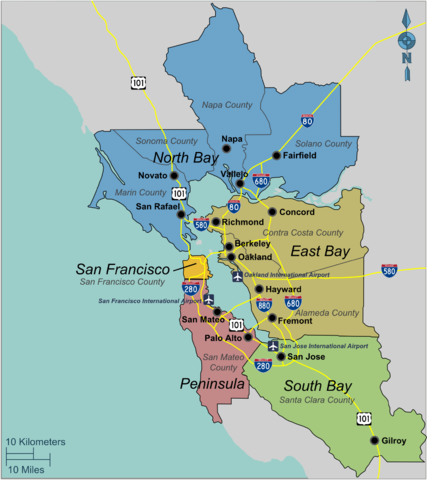 N
101
Napa County
80
Sonoma County
Napa
Solano County
North Bay
Fairfield
Novato
Vallejo
680
Marin County
101
San Rafael
80
Concord
580
Richmond
Contra Costa County
Berkeley
East Bay
Oakland
San Francisco
580
Oakland International Airport
San Francisco County
280
Hayward
San Francisco International Airport
880
680
San Mateo
Alameda County
101
Fremont
Palo Alto
San Jose International Airport
San Mateo
County
San Jose
280
Peninsula
South Bay
Santa Clara County
101
10 Kilometers
Gilroy
10 Miles